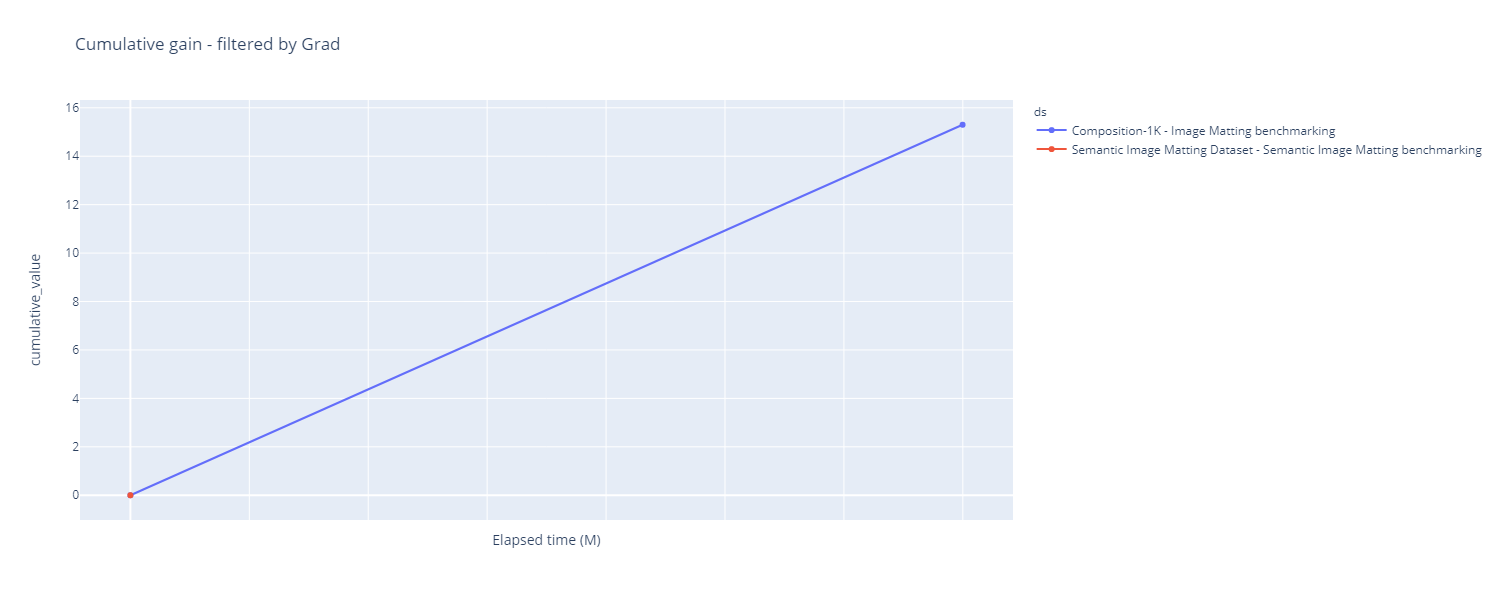 Cumulative gain - filtered by Grad
16
14
12
10
8
6
4
2
0
cumulative_value
Elapsed time (M)
ds
Composition-1K - Image Matting benchmarking
Semantic Image Matting Dataset - Semantic Image Matting benchmarking